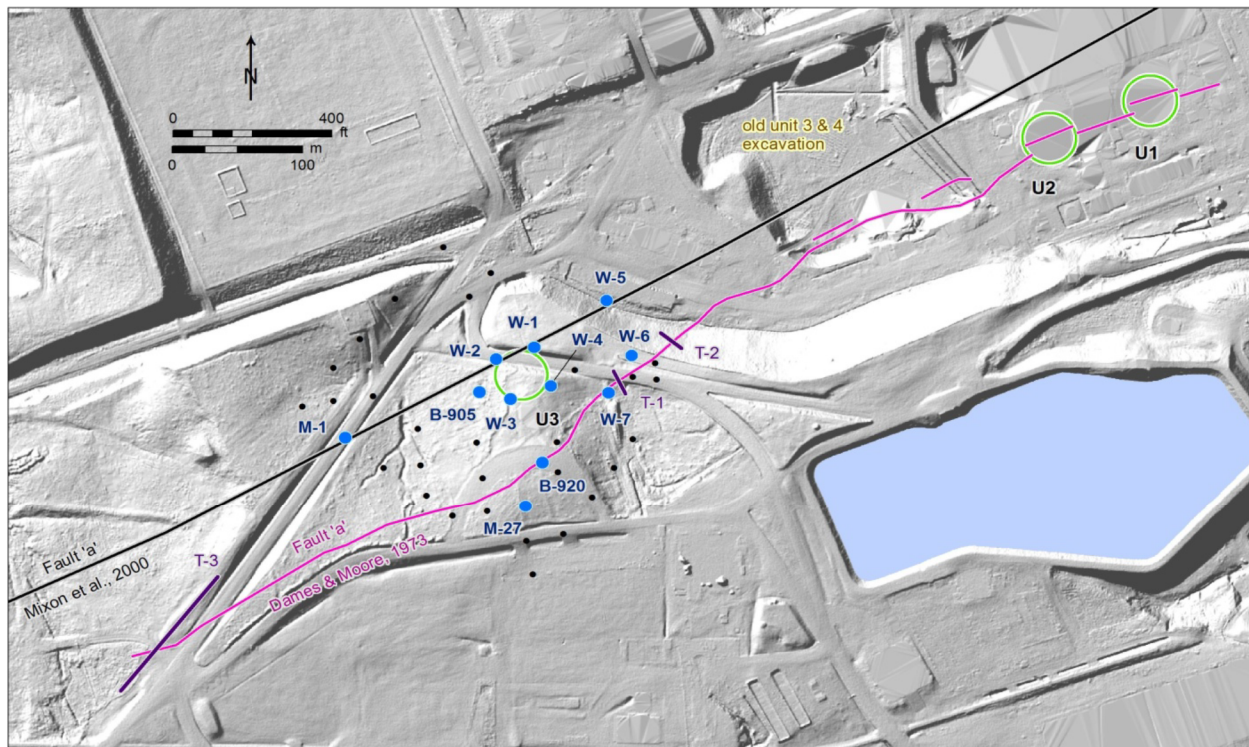 N
0
400
ft
0
100
m
old unit 3 & 4
excavation
U1
U2
W-5
W-1
W-4
W-6
W-2
T-2
T-1
B-905
W-3
U3
W-7
M-1
B-920
M-27
Fault 'a'
Mixon et al., 2000
T-3
Fault 'a'
Dames & Moore, 1973